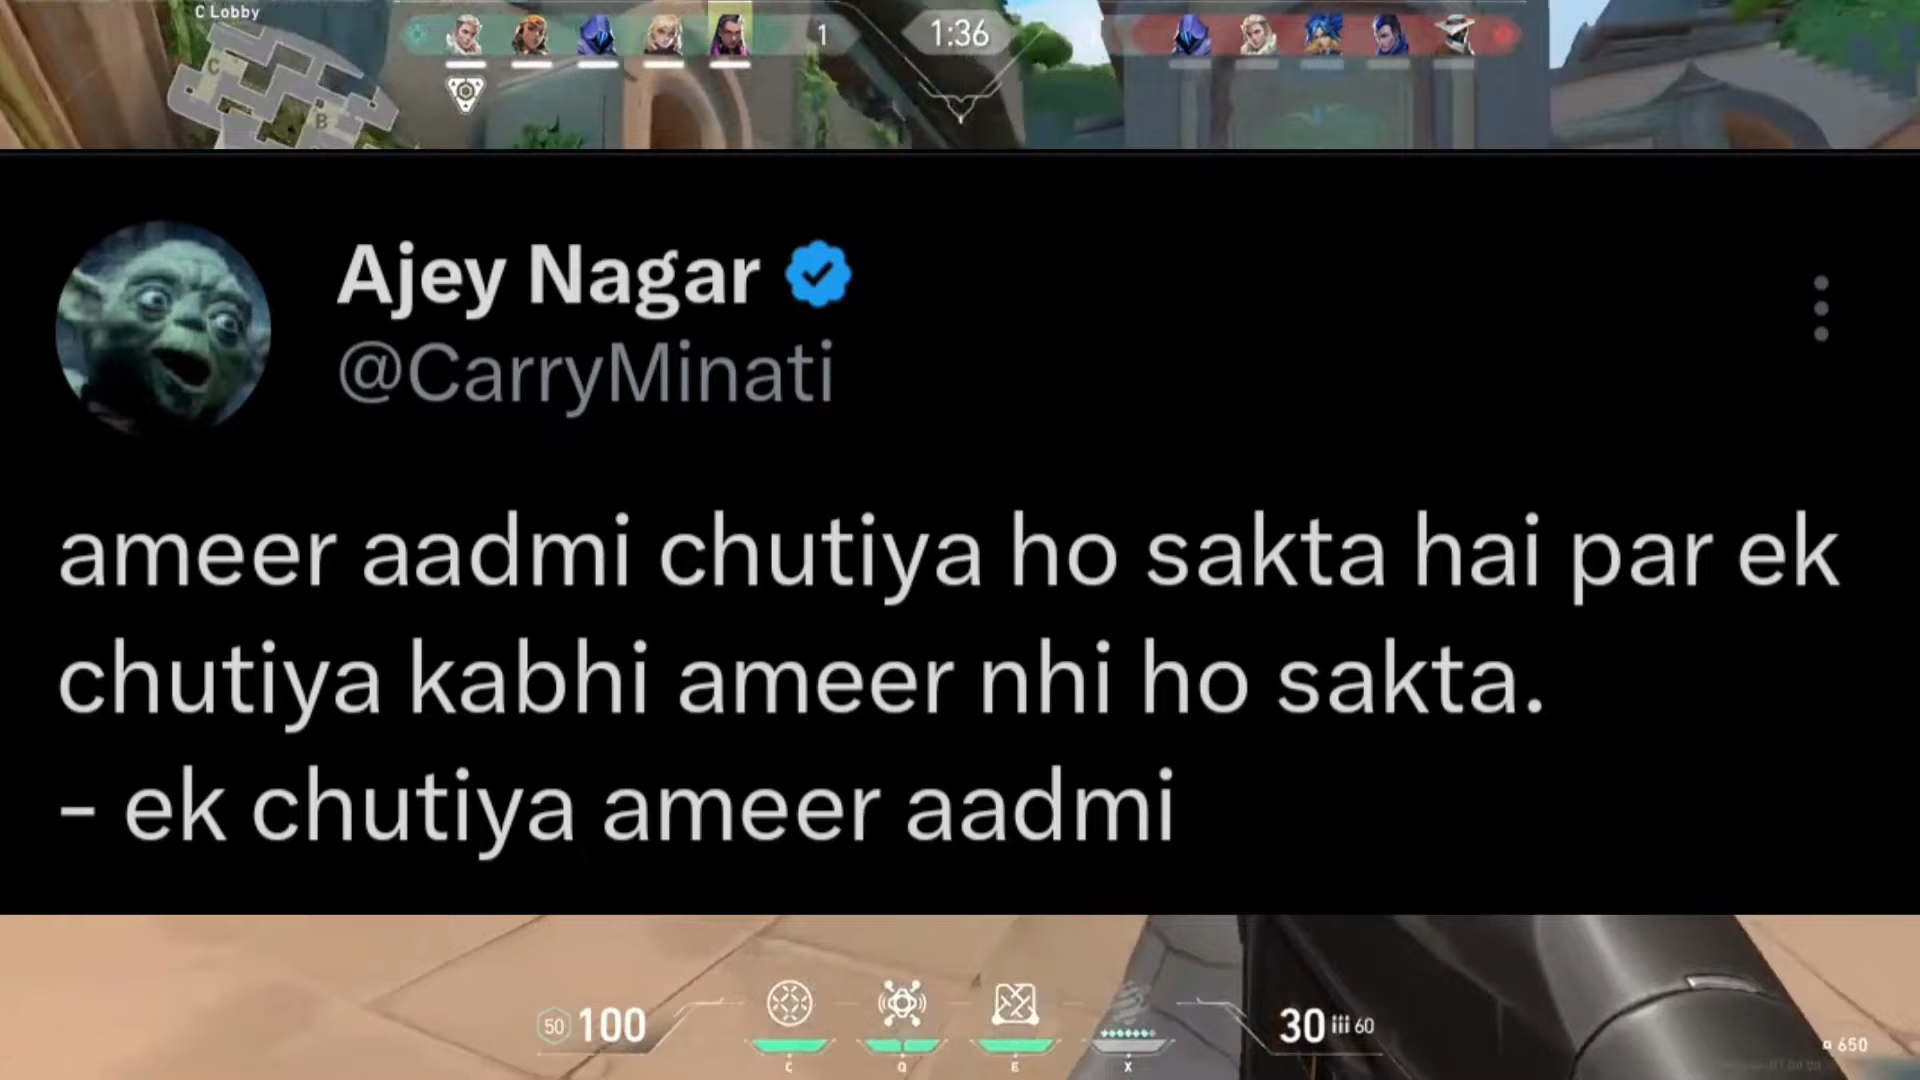 C Lobby
C
B
1
1:36
Ajey Nagar
@CarryMinati
ameer aadmi chutiya ho sakta hai par ek
chutiya kabhi ameer nhi ho sakta.
- ek chutiya ameer aadmi
50 100
30 60
650
C Q E X